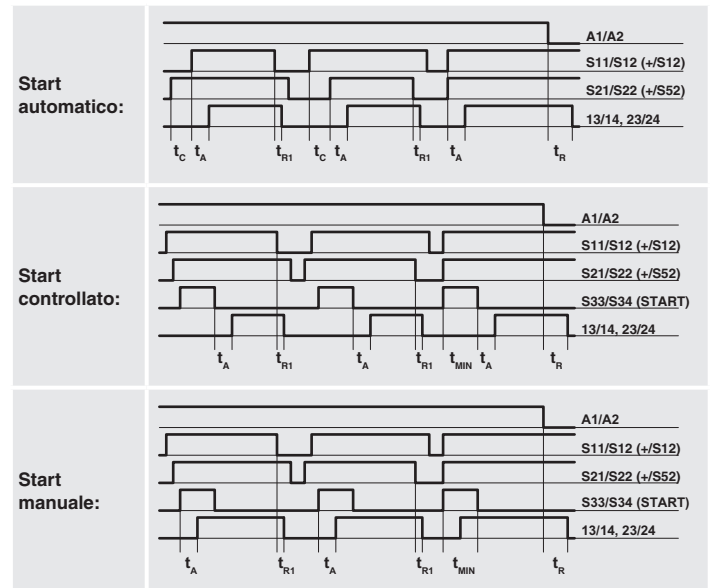 A1/A2
S11/S12 (+/S12)
Start
automatico:
S21/S22 (+/S52)
13/14, 23/24
tC tA tR1 tC tA tR1 tA tR
A1/A2
S11/S12 (+/S12)
Start
controllato:
S21/S22 (+/S52)
S33/S34 (START)
13/14, 23/24
tA tR1 tA tR1 tMIN tA tR
A1/A2
S11/S12 (+/S12)
Start
manuale:
S21/S22 (+/S52)
S33/S34 (START)
13/14, 23/24
tA tR1 tA tR1 tMIN tR